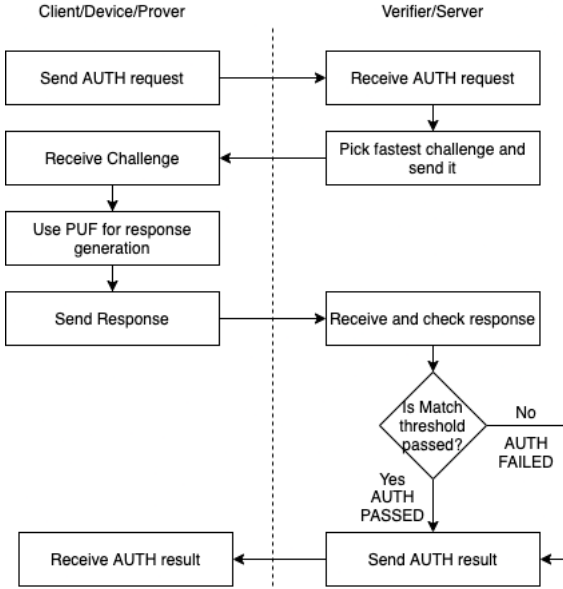 Client/Device/Prover
Verifier/Server
Send AUTH request
Receive AUTH request
Receive Challenge
Pick fastest challenge and
send it
Use PUF for response
generation
Send Response
Receive and check response
Is Match
threshold
passed?
No
AUTH
FAILED
Yes
AUTH
PASSED
Receive AUTH result
Send AUTH result